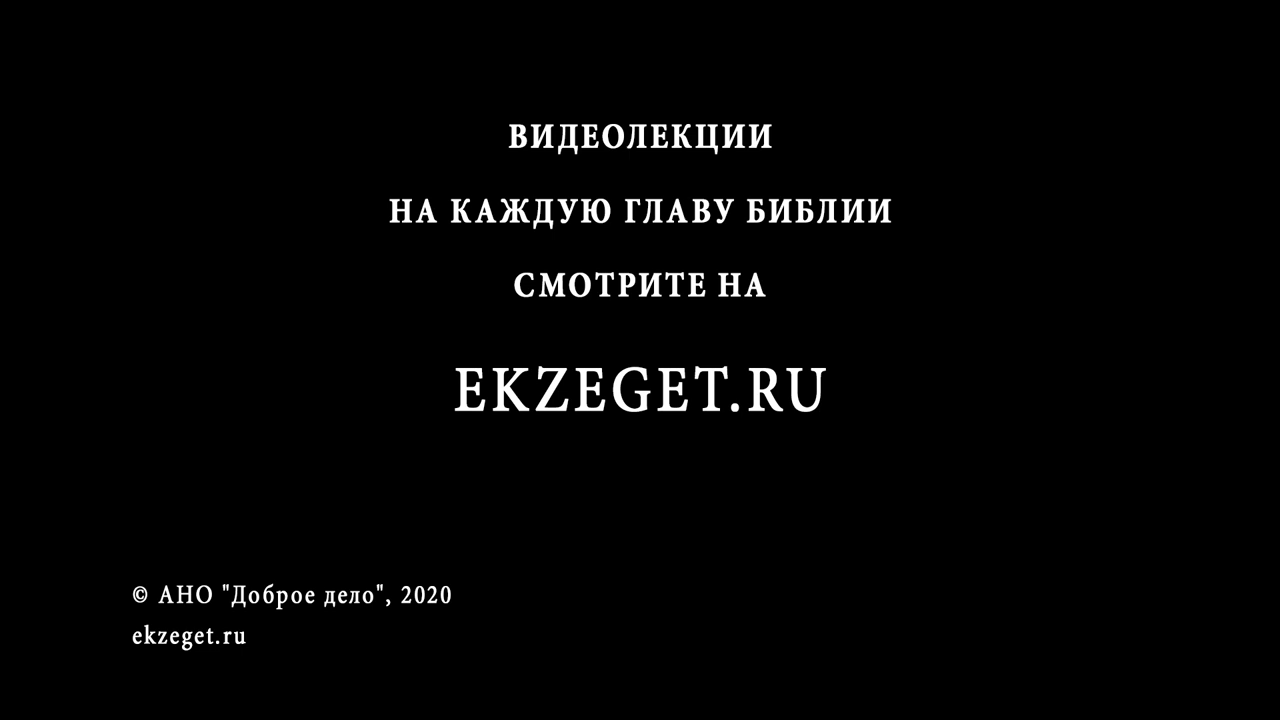 ВИДЕОЛЕКЦИИ
НА КАЖДУЮ ГЛАВУ БИБЛИИ
СМОТРИТЕ НА
EKZEGET.RU
© АНО "Доброе дело", 2020
ekzeget.ru